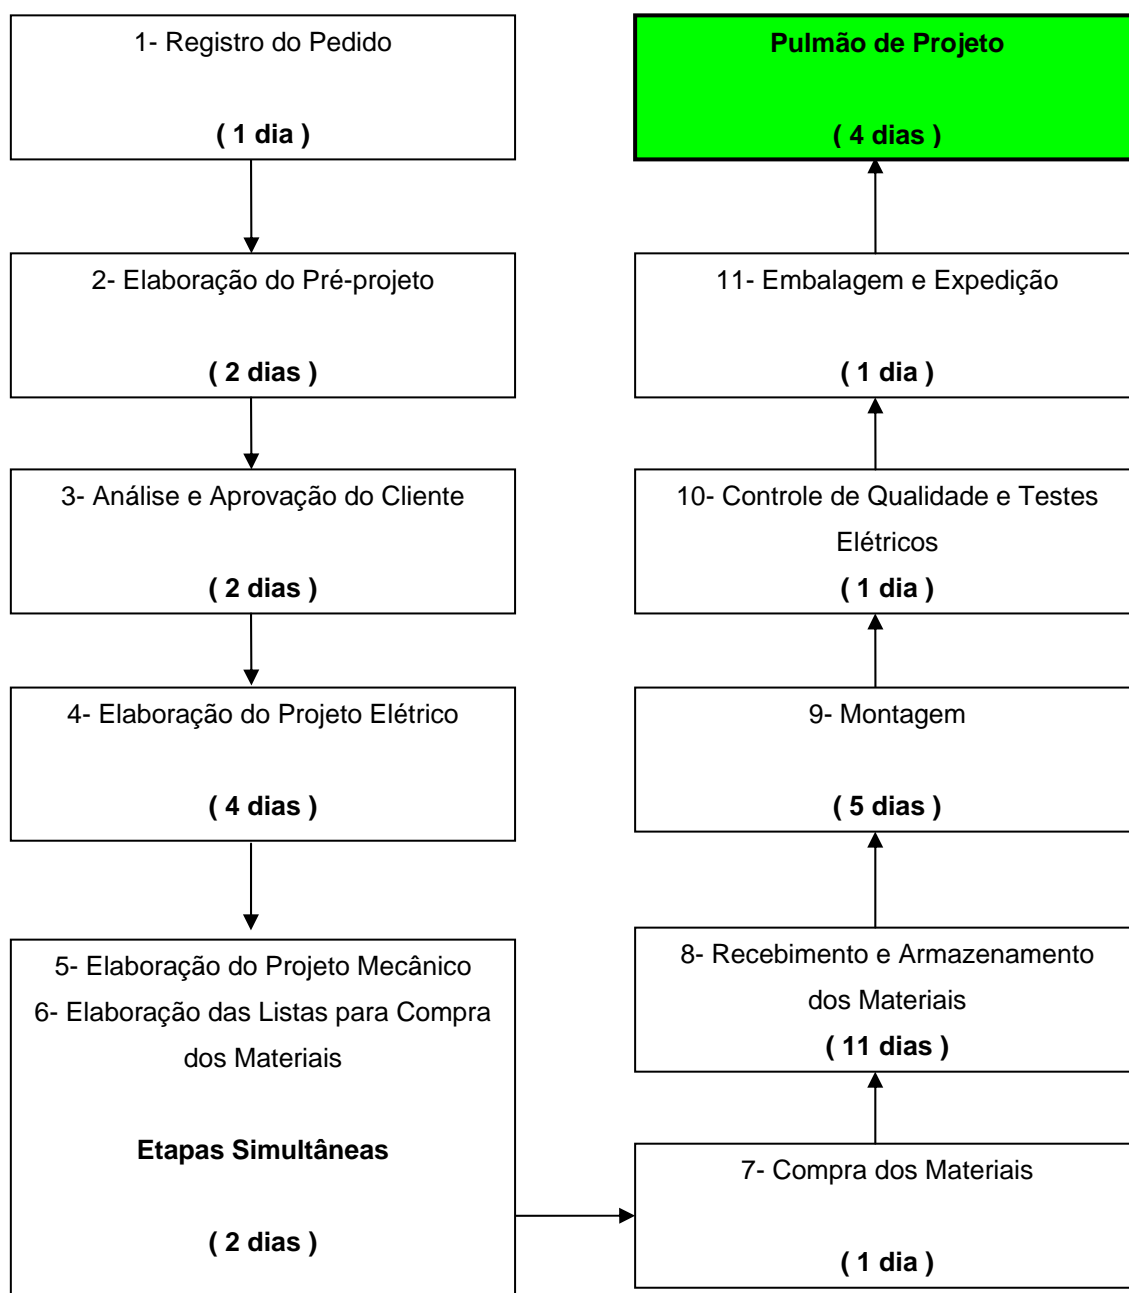 1- Registro do Pedido
( 1 dia )
2- Elaboração do Pré-projeto
( 2 dias )
3- Análise e Aprovação do Cliente
( 2 dias )
4- Elaboração do Projeto Elétrico
( 4 dias )
5- Elaboração do Projeto Mecânico
6- Elaboração das Listas para Compra
dos Materiais
Etapas Simultâneas
( 2 dias )
7- Compra dos Materiais
( 1 dia )
8- Recebimento e Armazenamento
dos Materiais
( 11 dias )
9- Montagem
( 5 dias )
10- Controle de Qualidade e Testes
Elétricos
( 1 dia )
11- Embalagem e Expedição
( 1 dia )
Pulmão de Projeto
( 4 dias )